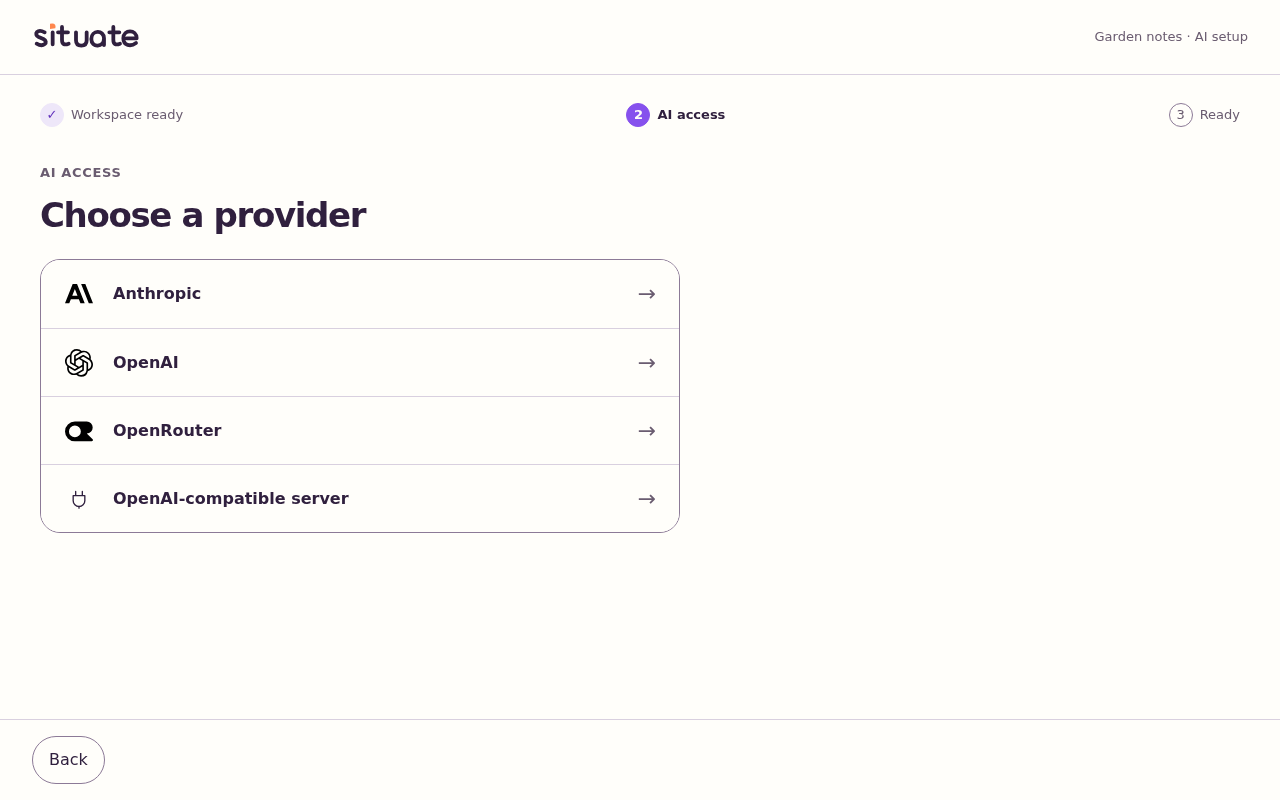 situate
Garden notes · AI setup
✓ Workspace ready
2 AI access
3 Ready
AI ACCESS
Choose a provider
Anthropic →
OpenAI →
OpenRouter →
OpenAI-compatible server →
Back